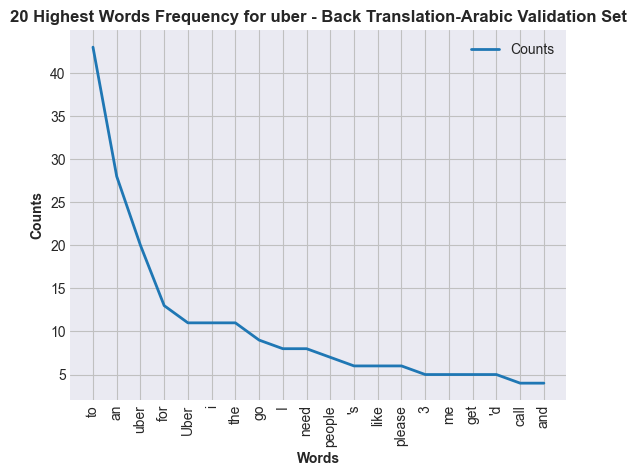 20 Highest Words Frequency for uber - Back Translation-Arabic Validation Set
Counts
40
35
30
25
20
15
10
5
Counts
to
an
uber
for
Uber
i
the
go
I
need
people
's
like
please
3
me
get
'd
call
and
Words